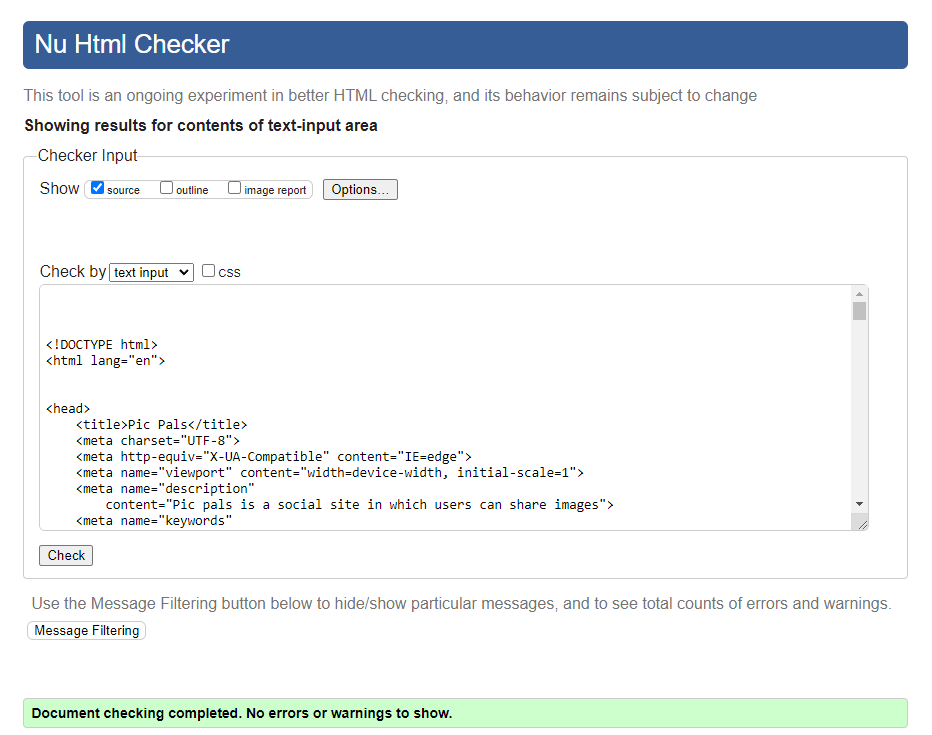 Nu Html Checker
This tool is an ongoing experiment in better HTML checking, and its behavior remains subject to change
Showing results for contents of text-input area
Checker Input
Show source outline image report Options...
Check by text input css
<!DOCTYPE html>
<html lang="en">
<head>
<title>Pic Pals</title>
<meta charset="UTF-8">
<meta http-equiv="X-UA-Compatible" content="IE=edge">
<meta name="viewport" content="width=device-width, initial-scale=1">
<meta name="description"
content="Pic pals is a social site in which users can share images">
<meta name="keywords"
Check
Use the Message Filtering button below to hide/show particular messages, and to see total counts of errors and warnings.
Message Filtering
Document checking completed. No errors or warnings to show.